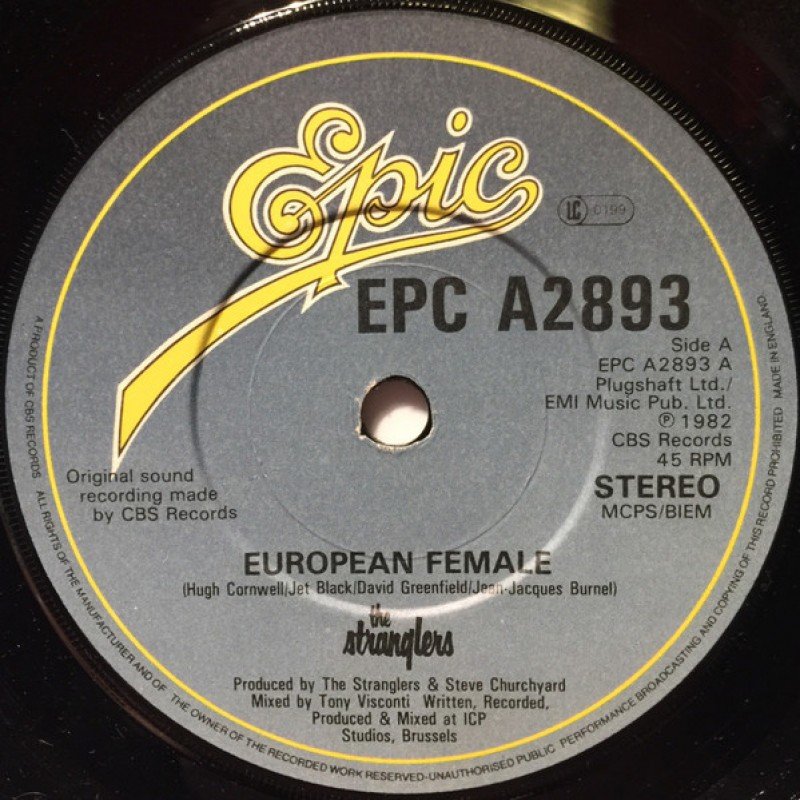 Epic
LC 0199
EPC A2893
Side A
EPC A2893 A
Plugshaft Ltd./
EMI Music Pub. Ltd.
℗ 1982
CBS Records
45 RPM
STEREO
MCPS/BIEM
Original sound
recording made
by CBS Records
EUROPEAN FEMALE
(Hugh Cornwell/Jet Black/David Greenfield/Jean-Jacques Burnel)
the
stranglers
Produced by The Stranglers & Steve Churchyard
Mixed by Tony Visconti Written, Recorded,
Produced & Mixed at ICP
Studios, Brussels
A PRODUCT OF CBS RECORDS ALL RIGHTS OF THE MANUFACTURER AND OF THE OWNER OF THE RECORDED WORK RESERVED-UNAUTHORISED PUBLIC PERFORMANCE BROADCASTING AND COPYING OF THIS RECORD PROHIBITED MADE IN ENGLAND.